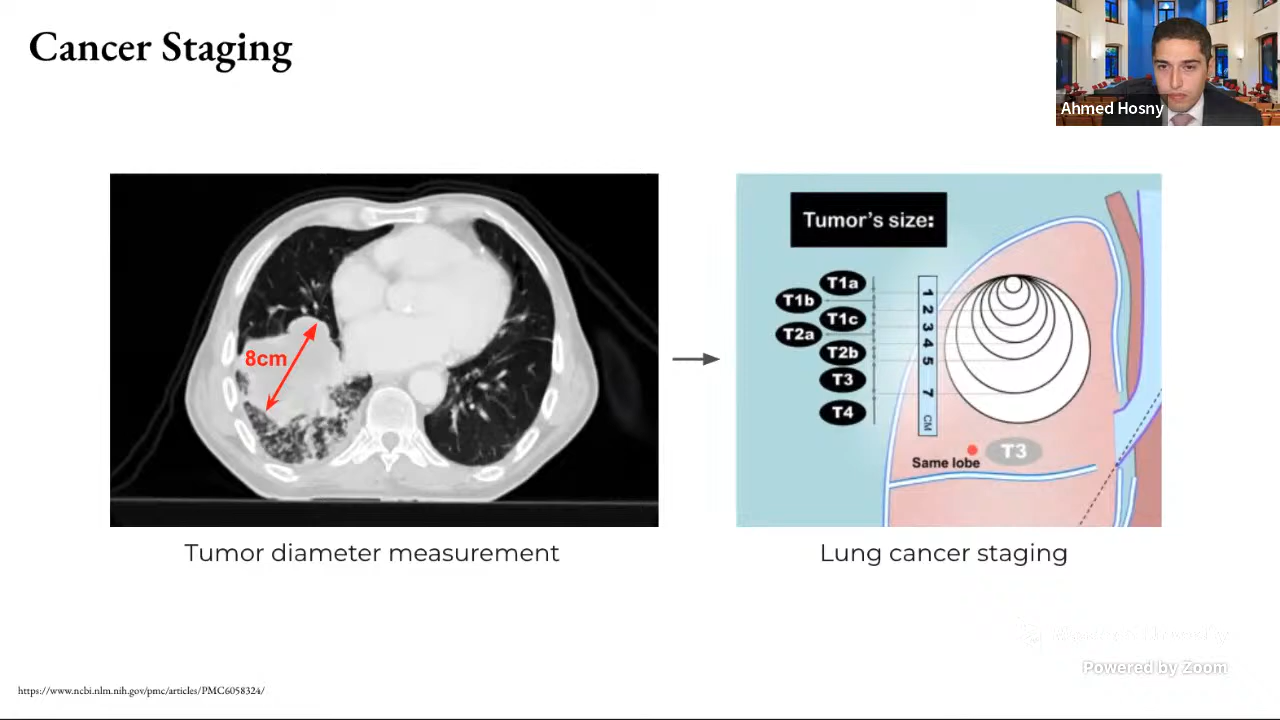 Cancer Staging
Ahmed Hosny
8cm
Tumor's size:
T1a
T1b
T1c
T2a
T2b
T3
T4
1
2
3
4
5
7
CM
T3
Same lobe
Tumor diameter measurement
Lung cancer staging
Powered by Zoom
https://www.ncbi.nlm.nih.gov/pmc/articles/PMC6058324/